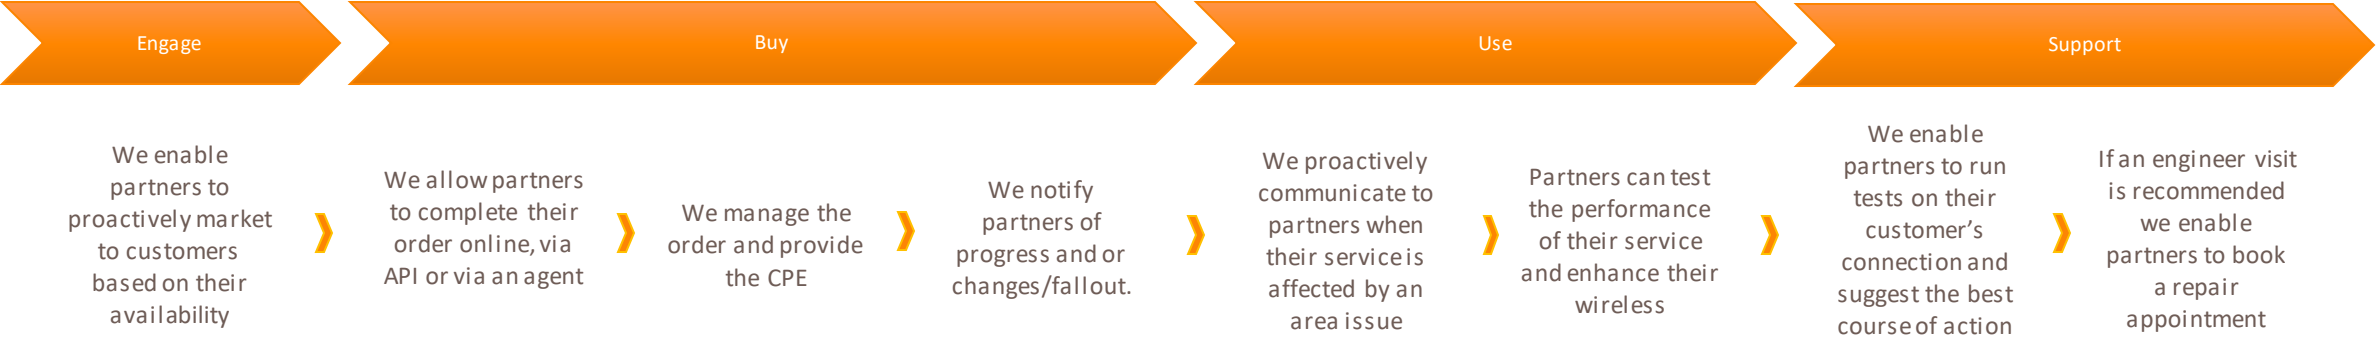 Engage
Buy
Use
Support
We enable
partners to
proactively market
to customers
based on their
availability
We allow partners
to complete their
order online, via
API or via an agent
We manage the
order and provide
the CPE
We notify
partners of
progress and or
changes/fallout.
We proactively
communicate to
partners when
their service is
affected by an
area issue
Partners can test
the performance
of their service
and enhance their
wireless
We enable
partners to run
tests on their
customer’s
connection and
suggest the best
course of action
If an engineer visit
is recommended
we enable
partners to book
a repair
appointment